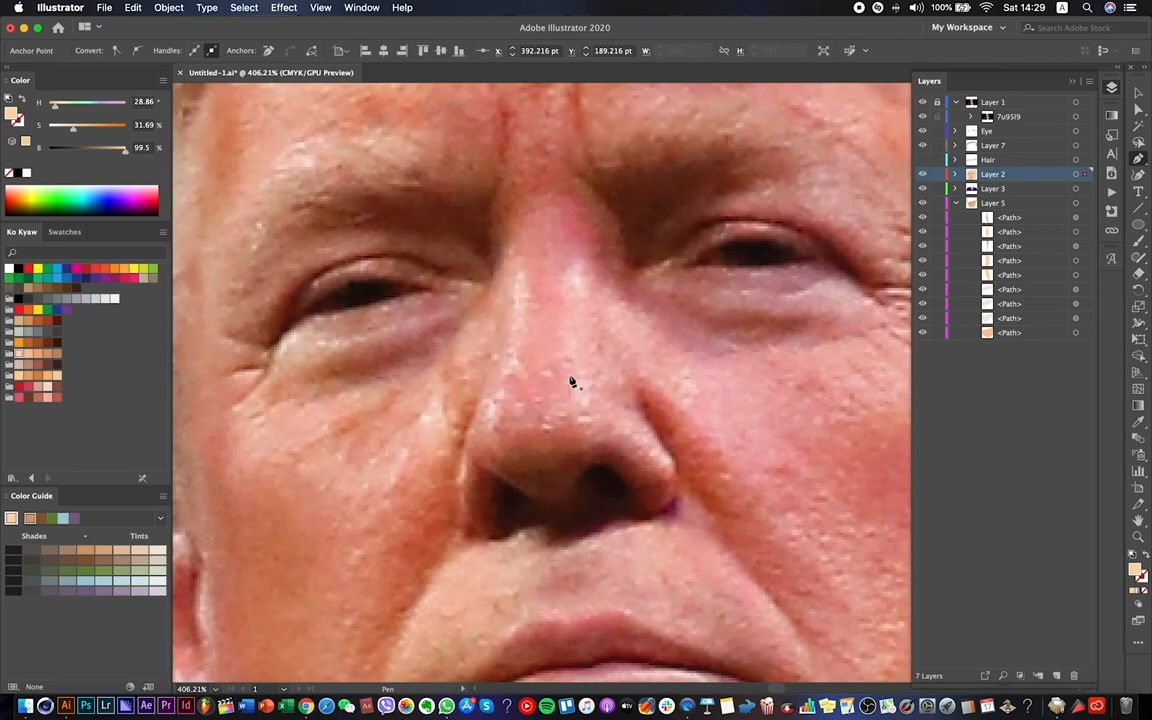 Illustrator File Edit Object Type Select Effect View Window Help 100% Sat 14:29
Adobe Illustrator 2020 My Workspace Search Adobe Stock
Anchor Point Convert: Handles: Anchors: X: 392.216 pt Y: 189.216 pt W: H:
Untitled-1.ai* @ 406.21% (CMYK/GPU Preview)
Color
H 28.86 °
S 31.69 %
B 99.5 %
Ko Kyaw Swatches
Color Guide
Shades Tints
None
406.21% 1 Pen
Layers
Layer 1
7u95I9
Eye
Layer 7
Hair
Layer 2
Layer 3
Layer 5
<Path>
<Path>
<Path>
<Path>
<Path>
<Path>
<Path>
<Path>
<Path>
7 Layers